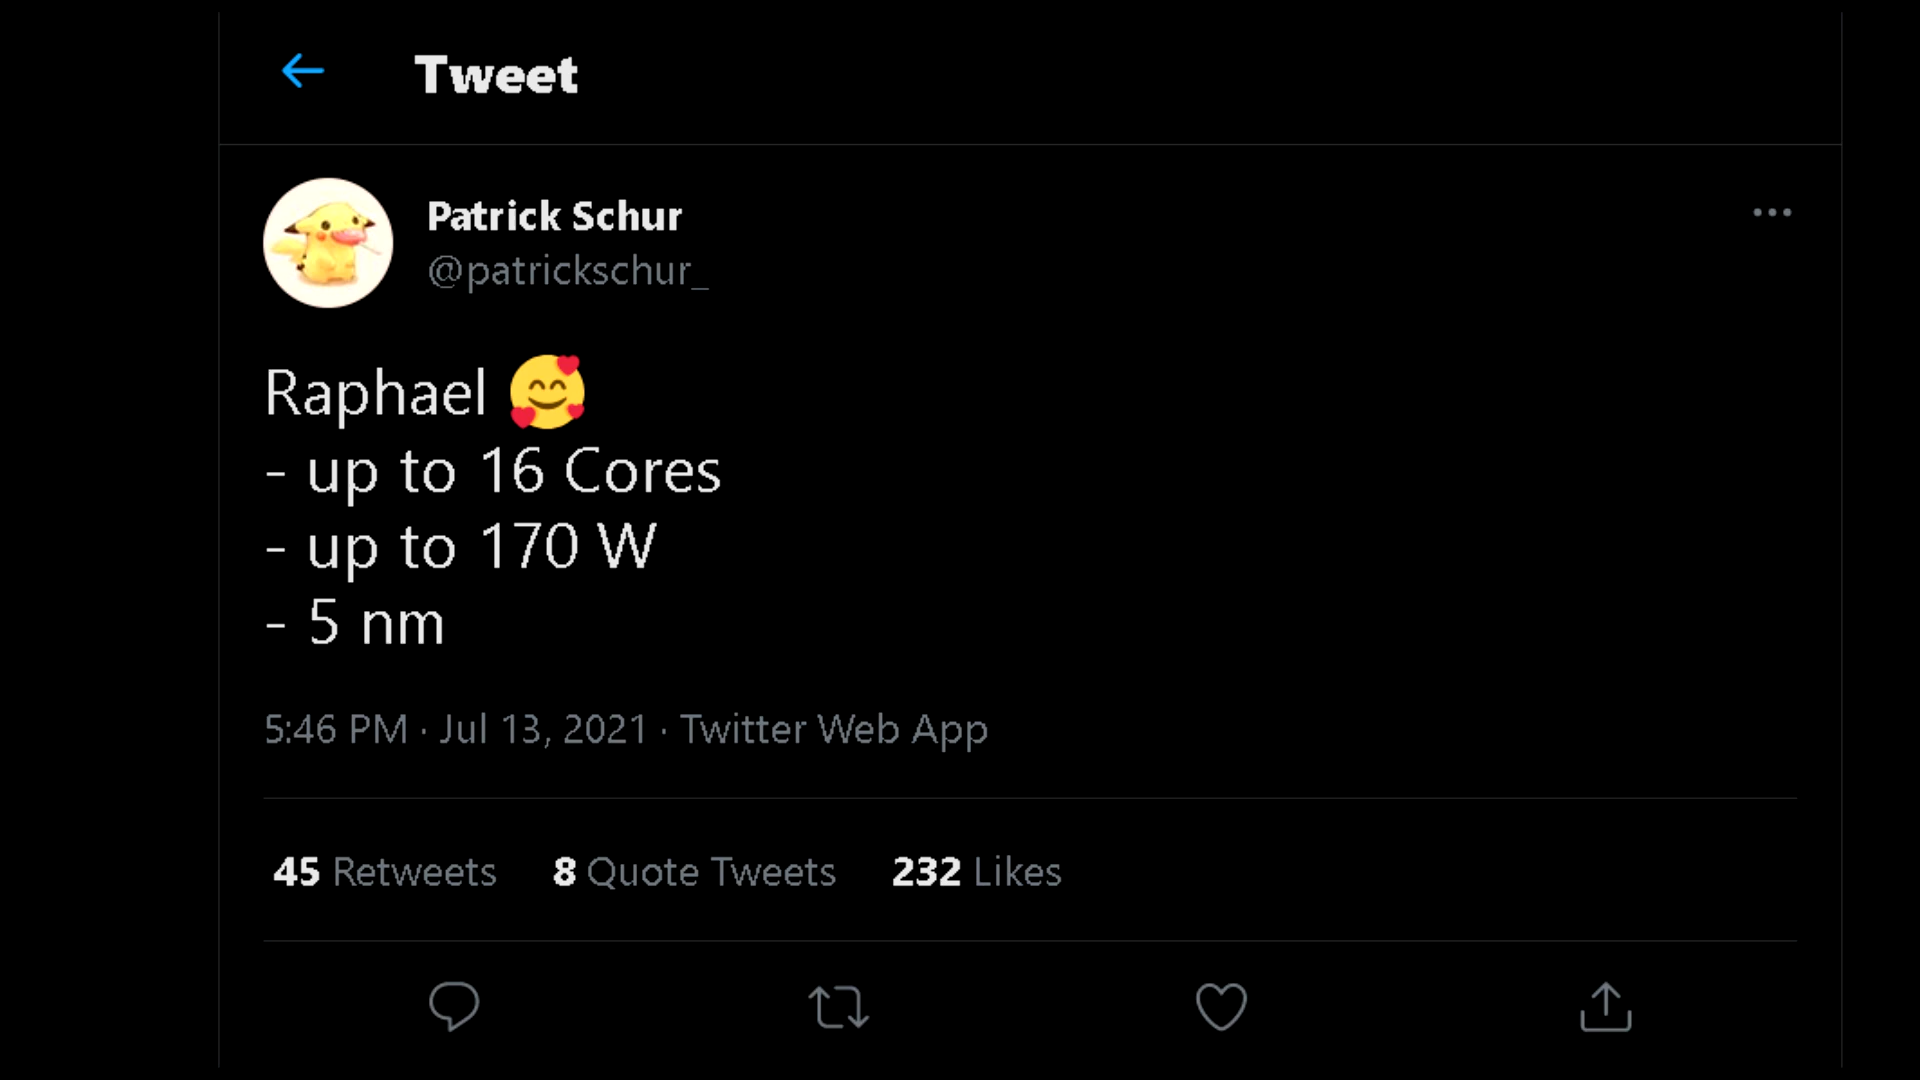 Tweet
Patrick Schur
@patrickschur_
Raphael 🥰
- up to 16 Cores
- up to 170 W
- 5 nm
5:46 PM · Jul 13, 2021 · Twitter Web App
45 Retweets 8 Quote Tweets 232 Likes